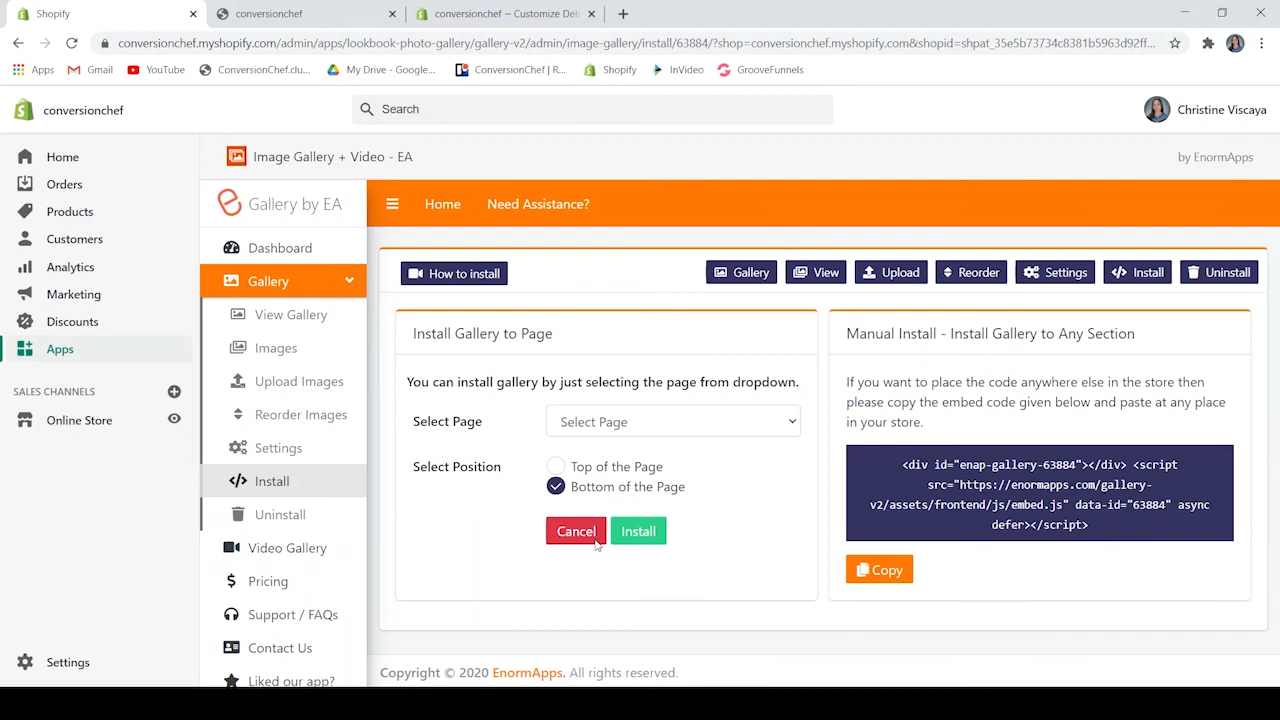 Shopify
conversionchef
conversionchef ~ Customize Deb
conversionchef.myshopify.com/admin/apps/lookbook-photo-gallery/gallery-v2/admin/image-gallery/install/63884/?shop=conversionchef.myshopify.com&shopid=shpat_35e5b73734c8381b5963d92ff...
Apps
Gmail
YouTube
ConversionChef.clu...
My Drive - Google...
ConversionChef | R...
Shopify
InVideo
GrooveFunnels
conversionchef
Search
Christine Viscaya
Home
Orders
Products
Customers
Analytics
Marketing
Discounts
Apps
SALES CHANNELS
Online Store
Settings
Image Gallery + Video - EA
by EnormApps
Gallery by EA
Dashboard
Gallery
View Gallery
Images
Upload Images
Reorder Images
Settings
Install
Uninstall
Video Gallery
Pricing
Support / FAQs
Contact Us
Liked our app?
Home
Need Assistance?
How to install
Gallery
View
Upload
Reorder
Settings
Install
Uninstall
Install Gallery to Page
You can install gallery by just selecting the page from dropdown.
Select Page
Select Page
Select Position
Top of the Page
Bottom of the Page
Cancel
Install
Manual Install - Install Gallery to Any Section
If you want to place the code anywhere else in the store then
please copy the embed code given below and paste at any place
in your store.
<div id="enap-gallery-63884"></div> <script
src="https://enormapps.com/gallery-
v2/assets/frontend/js/embed.js" data-id="63884" async
defer></script>
Copy
Copyright © 2020 EnormApps. All rights reserved.